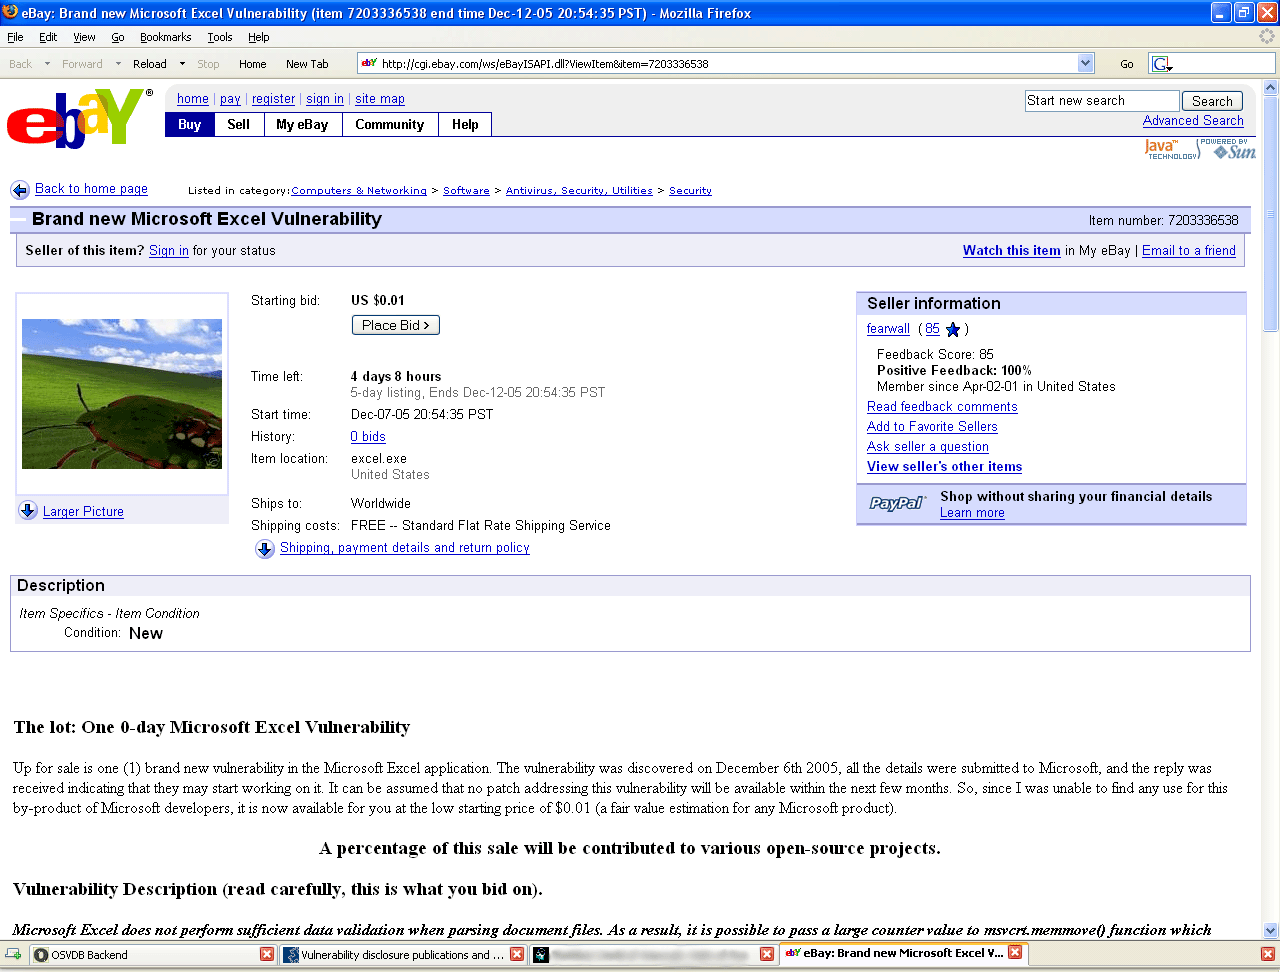 eBay: Brand new Microsoft Excel Vulnerability (item 7203336538 end time Dec-12-05 20:54:35 PST) - Mozilla Firefox
File Edit View Go Bookmarks Tools Help
Back Forward Reload Stop Home New Tab http://cgi.ebay.com/ws/eBayISAPI.dll?ViewItem&item=7203336538 Go G
ebY® home | pay | register | sign in | site map
Start new search Search
Buy Sell My eBay Community Help
Advanced Search
Java™ TECHNOLOGY POWERED BY Sun
Back to home page Listed in category: Computers & Networking > Software > Antivirus, Security, Utilities > Security
Brand new Microsoft Excel Vulnerability Item number: 7203336538
Seller of this item? Sign in for your status Watch this item in My eBay | Email to a friend
Starting bid: US $0.01
Place Bid >
Time left: 4 days 8 hours
5-day listing, Ends Dec-12-05 20:54:35 PST
Start time: Dec-07-05 20:54:35 PST
History: 0 bids
Item location: excel.exe
United States
Ships to: Worldwide
Shipping costs: FREE -- Standard Flat Rate Shipping Service
Shipping, payment details and return policy
Larger Picture
Seller information
fearwall ( 85 )
Feedback Score: 85
Positive Feedback: 100%
Member since Apr-02-01 in United States
Read feedback comments
Add to Favorite Sellers
Ask seller a question
View seller's other items
PayPal Shop without sharing your financial details
Learn more
Description
Item Specifics - Item Condition
Condition: New
The lot: One 0-day Microsoft Excel Vulnerability
Up for sale is one (1) brand new vulnerability in the Microsoft Excel application. The vulnerability was discovered on December 6th 2005, all the details were submitted to Microsoft, and the reply was
received indicating that they may start working on it. It can be assumed that no patch addressing this vulnerability will be available within the next few months. So, since I was unable to find any use for this
by-product of Microsoft developers, it is now available for you at the low starting price of $0.01 (a fair value estimation for any Microsoft product).
A percentage of this sale will be contributed to various open-source projects.
Vulnerability Description (read carefully, this is what you bid on).
Microsoft Excel does not perform sufficient data validation when parsing document files. As a result, it is possible to pass a large counter value to msvcrt.memmove() function which
OSVDB Backend Vulnerability disclosure publications and ... eBay: Brand new Microsoft Excel V...